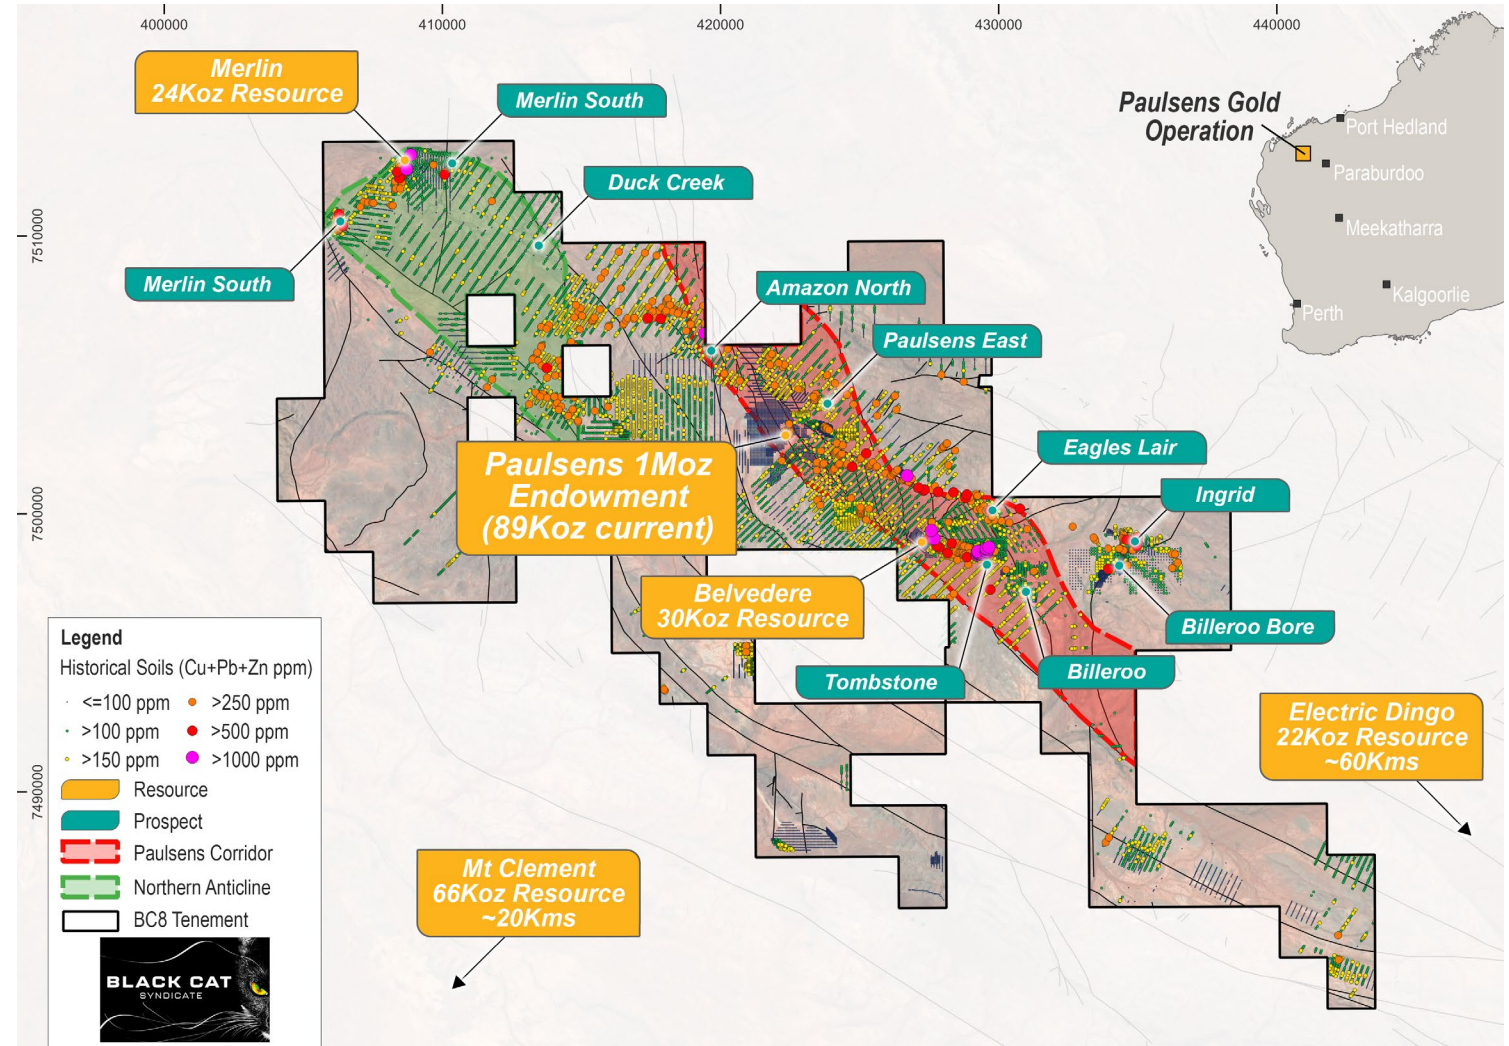 400000
410000
420000
430000
440000
7510000
7500000
7490000
Merlin
24Koz Resource
Merlin South
Duck Creek
Merlin South
Amazon North
Paulsens East
Eagles Lair
Ingrid
Paulsens 1Moz
Endowment
(89Koz current)
Belvedere
30Koz Resource
Billeroo Bore
Billeroo
Tombstone
Electric Dingo
22Koz Resource
~60Kms
Mt Clement
66Koz Resource
~20Kms
Paulsens Gold
Operation
Port Hedland
Paraburdoo
Meekatharra
Kalgoorlie
Perth
Legend
Historical Soils (Cu+Pb+Zn ppm)
<=100 ppm
>100 ppm
>150 ppm
>250 ppm
>500 ppm
>1000 ppm
Resource
Prospect
Paulsens Corridor
Northern Anticline
BC8 Tenement
BLACK CAT
SYNDICATE